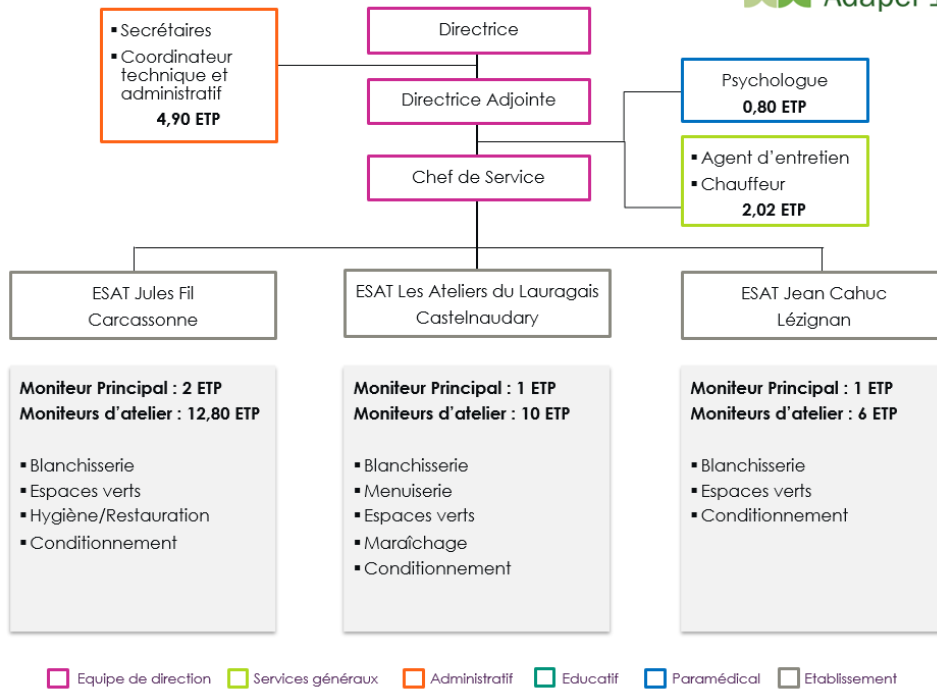 Directrice
▪ Secrétaires
▪ Coordinateur
technique et
administratif
4,90 ETP
Directrice Adjointe
Psychologue
0,80 ETP
Chef de Service
▪ Agent d'entretien
▪ Chauffeur
2,02 ETP
ESAT Jules Fil
Carcassonne
ESAT Les Ateliers du Lauragais
Castelnaudary
ESAT Jean Cahuc
Lézignan
Moniteur Principal : 2 ETP
Moniteurs d'atelier : 12,80 ETP
▪ Blanchisserie
▪ Espaces verts
▪ Hygiène/Restauration
▪ Conditionnement
Moniteur Principal : 1 ETP
Moniteurs d'atelier : 10 ETP
▪ Blanchisserie
▪ Menuiserie
▪ Espaces verts
▪ Maraîchage
▪ Conditionnement
Moniteur Principal : 1 ETP
Moniteurs d'atelier : 6 ETP
▪ Blanchisserie
▪ Espaces verts
▪ Conditionnement
Equipe de direction Services généraux Administratif Educatif Paramédical Etablissement